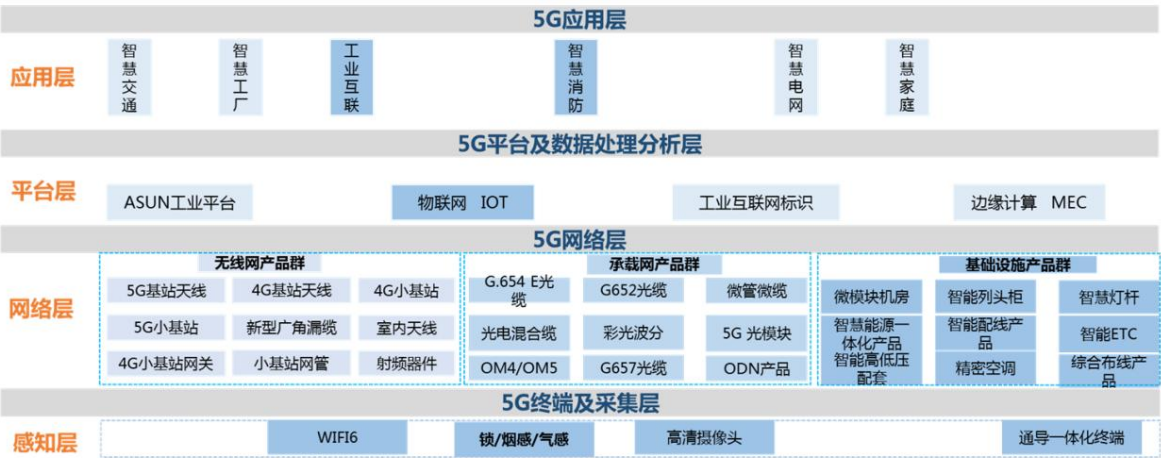 5G应用层
应用层
智慧交通
智慧工厂
工业互联
智慧消防
智慧电网
智慧家庭
5G平台及数据处理分析层
平台层
ASUN工业平台
物联网 IOT
工业互联网标识
边缘计算 MEC
5G网络层
网络层
无线网产品群
5G基站天线
4G基站天线
4G小基站
5G小基站
新型广角漏缆
室内天线
4G小基站网关
小基站网管
射频器件
承载网产品群
G.654 E光
缆
G652光缆
微管微缆
光电混合缆
彩光波分
5G 光模块
OM4/OM5
G657光缆
ODN产品
基础设施产品群
微模块机房
智能列头柜
智慧灯杆
智慧能源一
体化产品
智能配线产
品
智能ETC
智能高低压
配套
精密空调
综合布线产
品
5G终端及采集层
感知层
WIFI6
锁/烟感/气感
高清摄像头
通导一体化终端